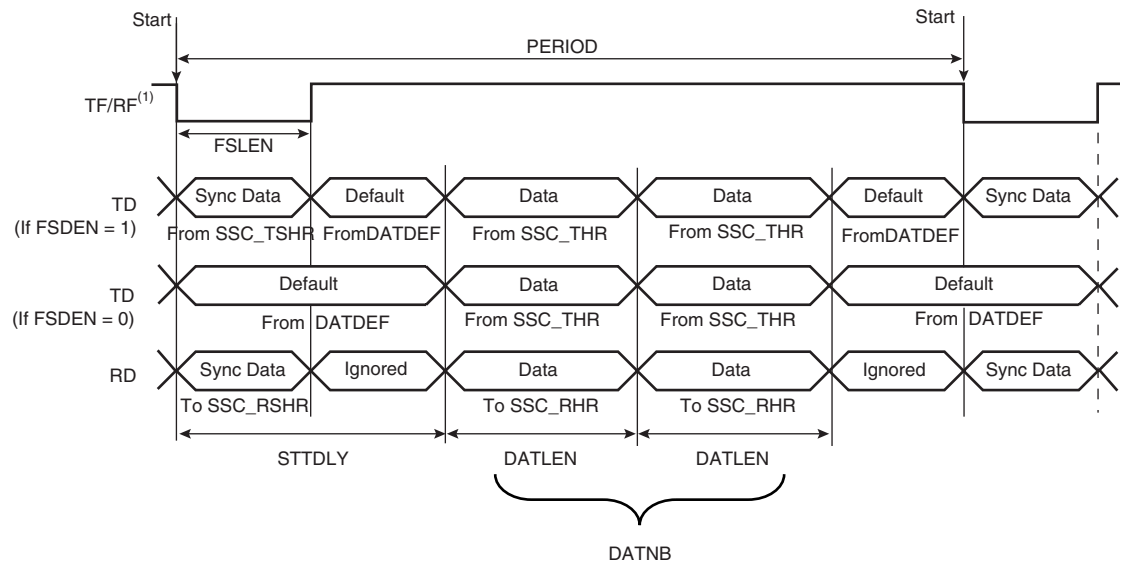 Start
Start
PERIOD
TF/RF(1)
FSLEN
TD
(If FSDEN = 1)
Sync Data
Default
Data
Data
Default
Sync Data
From SSC_TSHR
FromDATDEF
From SSC_THR
From SSC_THR
FromDATDEF
TD
(If FSDEN = 0)
Default
Data
Data
Default
From DATDEF
From SSC_THR
From SSC_THR
From DATDEF
RD
Sync Data
Ignored
Data
Data
Ignored
Sync Data
To SSC_RSHR
To SSC_RHR
To SSC_RHR
STTDLY
DATLEN
DATLEN
DATNB